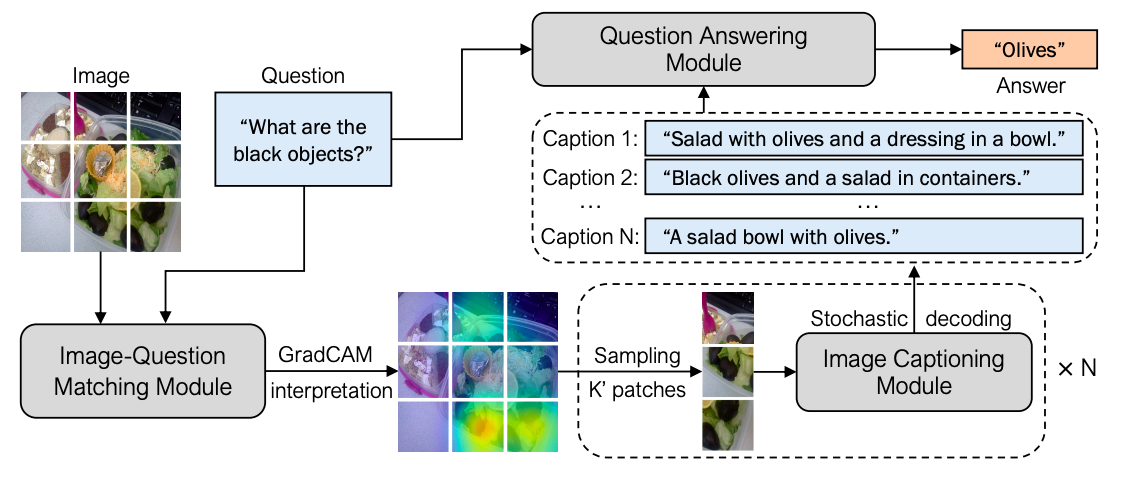 Image
Question
“What are the
black objects?”
Question Answering
Module
“Olives”
Answer
Caption 1:
“Salad with olives and a dressing in a bowl.”
Caption 2:
“Black olives and a salad in containers.”
...
...
Caption N:
“A salad bowl with olives.”
Image-Question
Matching Module
GradCAM
interpretation
Sampling
K’ patches
Stochastic decoding
Image Captioning
Module
× N